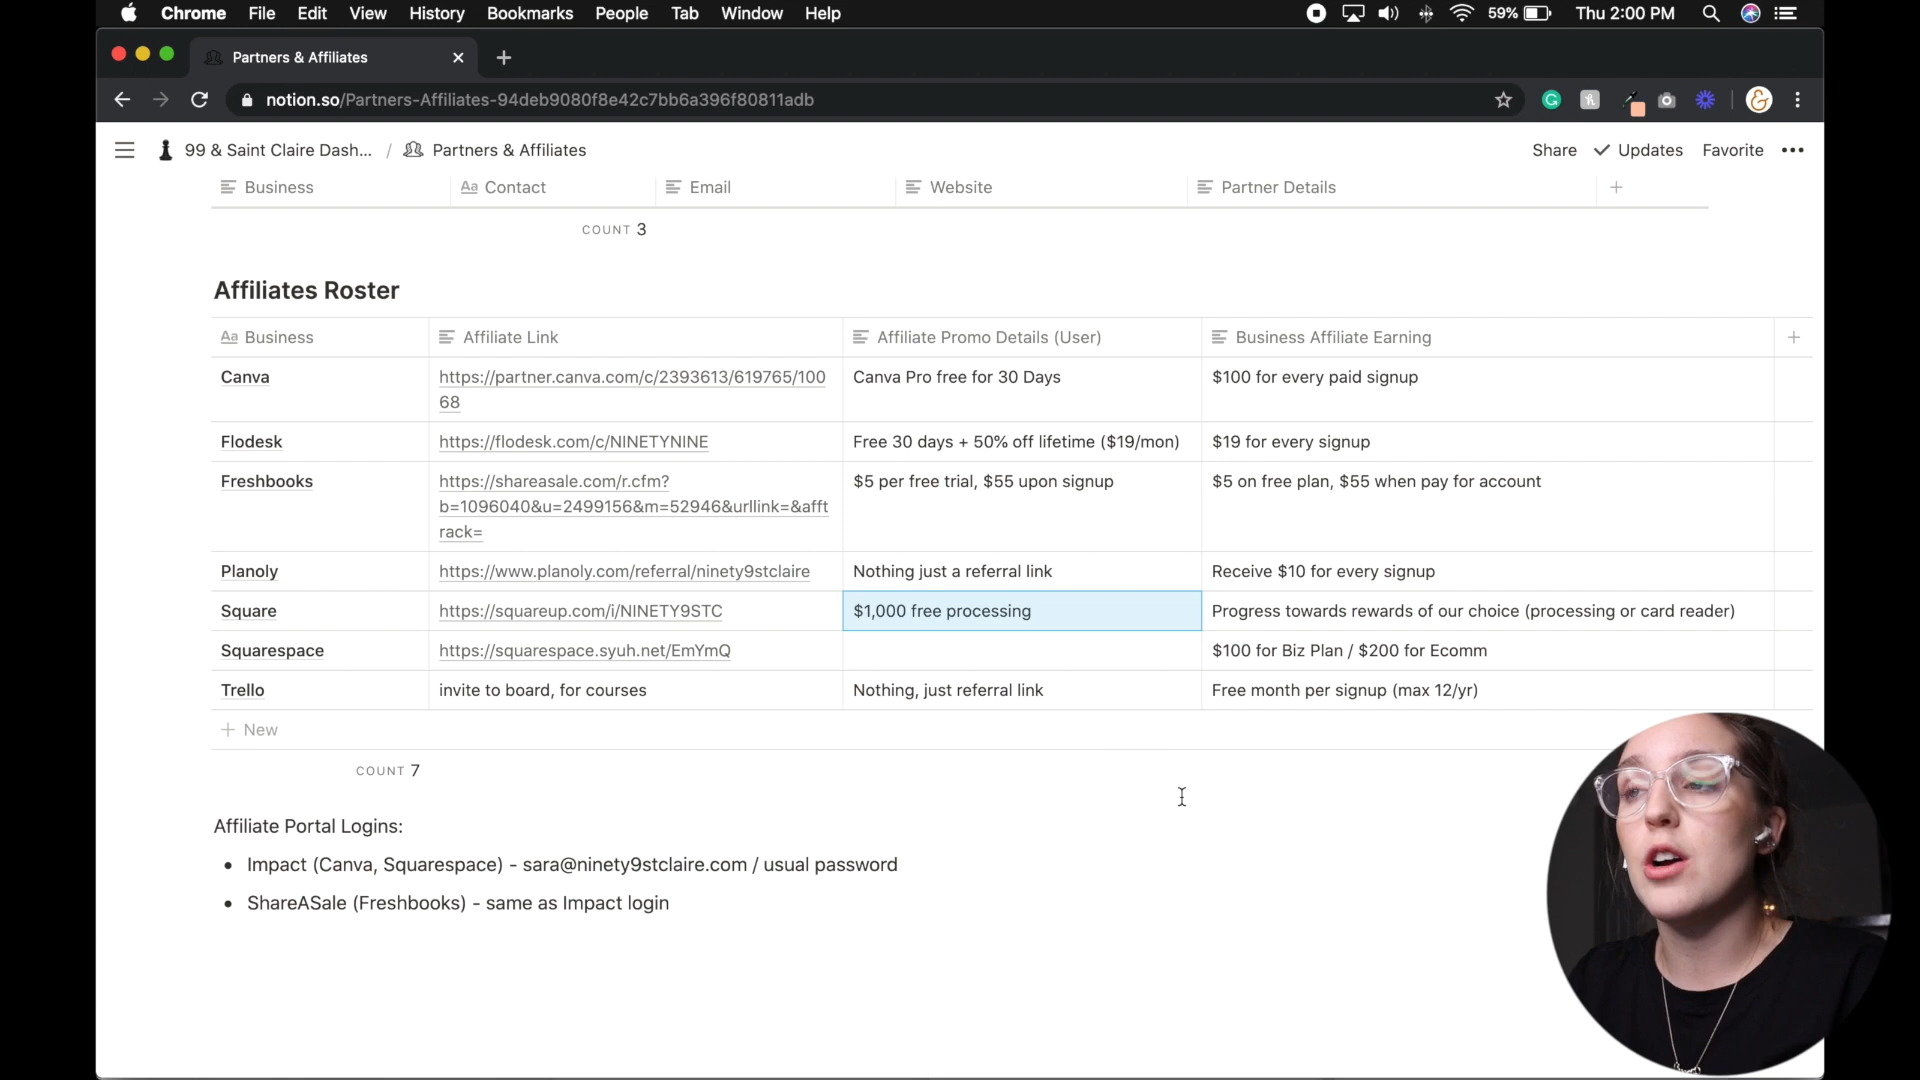 Chrome File Edit View History Bookmarks People Tab Window Help 59% Thu 2:00 PM
Partners & Affiliates
notion.so/Partners-Affiliates-94deb9080f8e42c7bb6a396f80811adb
99 & Saint Claire Dash... / Partners & Affiliates Share Updates Favorite
Business Aa Contact Email Website Partner Details
COUNT 3
Affiliates Roster
Aa Business Affiliate Link Affiliate Promo Details (User) Business Affiliate Earning
Canva https://partner.canva.com/c/2393613/619765/100 Canva Pro free for 30 Days $100 for every paid signup
68
Flodesk https://flodesk.com/c/NINETYNINE Free 30 days + 50% off lifetime ($19/mon) $19 for every signup
Freshbooks https://shareasale.com/r.cfm? $5 per free trial, $55 upon signup $5 on free plan, $55 when pay for account
b=1096040&u=2499156&m=52946&urllink=&afft
rack=
Planoly https://www.planoly.com/referral/ninety9stclaire Nothing just a referral link Receive $10 for every signup
Square https://squareup.com/i/NINETY9STC $1,000 free processing Progress towards rewards of our choice (processing or card reader)
Squarespace https://squarespace.syuh.net/EmYmQ $100 for Biz Plan / $200 for Ecomm
Trello invite to board, for courses Nothing, just referral link Free month per signup (max 12/yr)
+ New
COUNT 7
Affiliate Portal Logins:
• Impact (Canva, Squarespace) - sara@ninety9stclaire.com / usual password
• ShareASale (Freshbooks) - same as Impact login